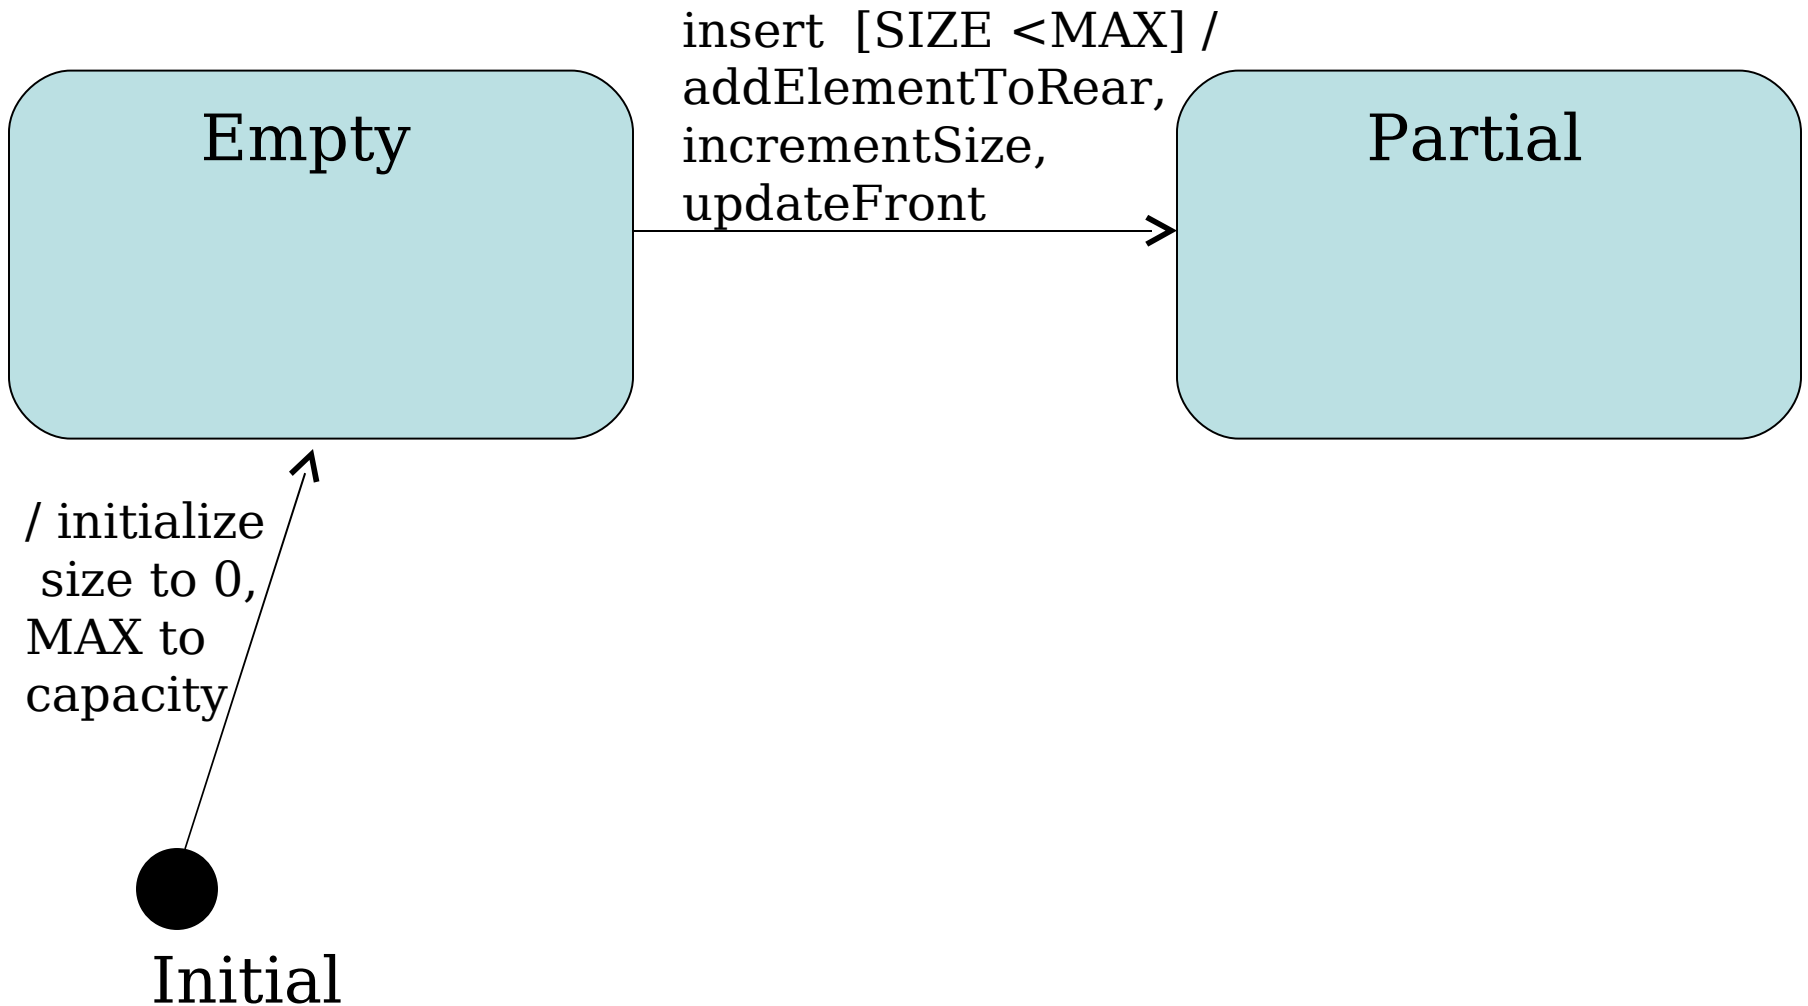 insert  [SIZE <MAX] /
addElementToRear,
incrementSize,
updateFront
Empty
Partial
/ initialize
size to 0,
MAX to
capacity
Initial